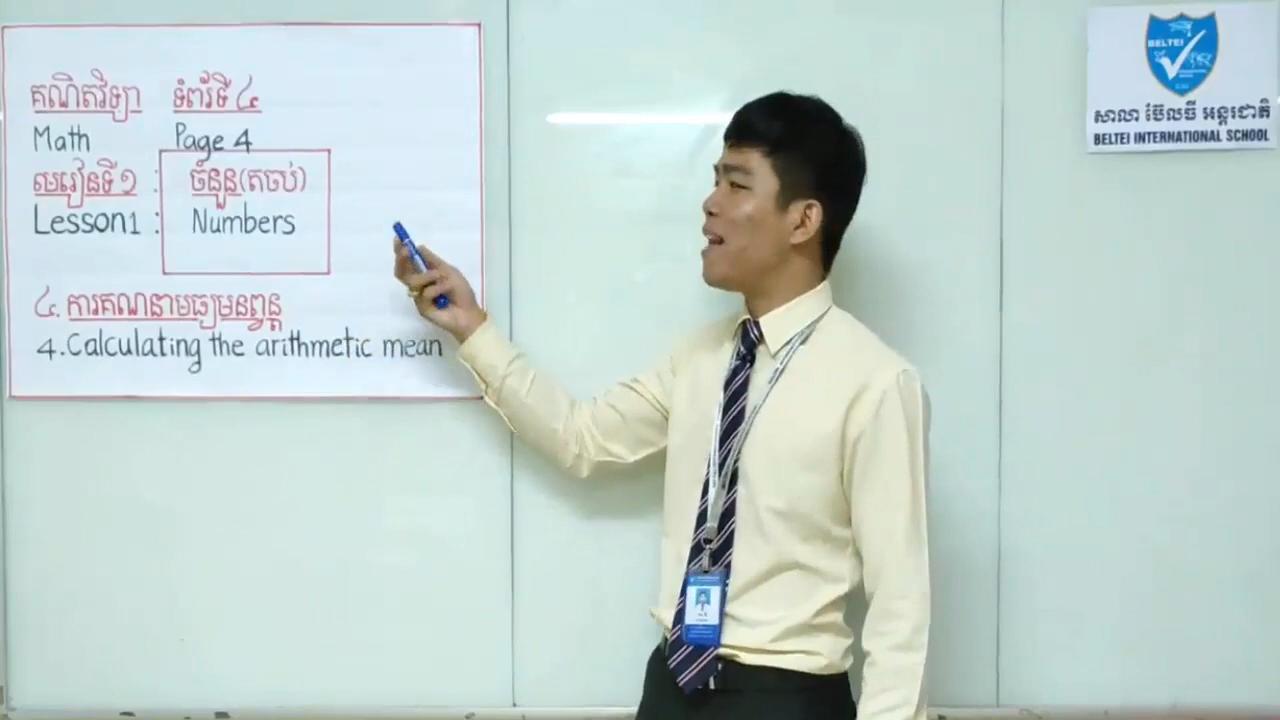 គណិតវិទ្យា ទំព័រទី ៤
Math Page 4
លរៀនទី១ : ចំនួន(តចប់)
Lesson1 : Numbers
៤. ការគណនាមធ្យមនព្វន្ត
4. Calculating the arithmetic mean
BELTEI
សាលា ប៊ែលធី អន្តរជាតិ
BELTEI INTERNATIONAL SCHOOL